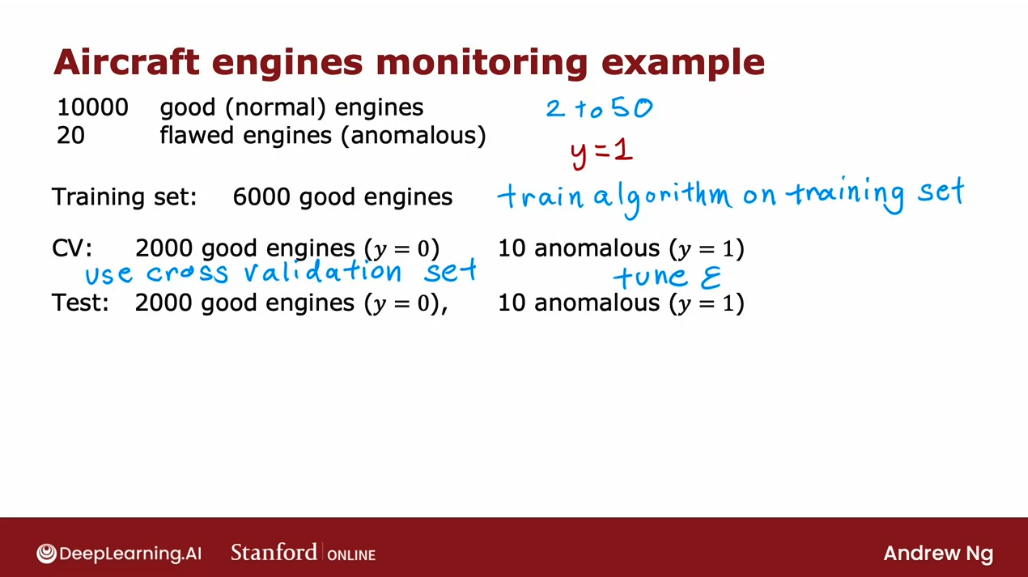 Aircraft engines monitoring example
10000 good (normal) engines 2 to 50
20 flawed engines (anomalous) y=1
Training set: 6000 good engines train algorithm on training set
CV: 2000 good engines (𝑦 = 0) 10 anomalous (𝑦 = 1)
use cross validation set tune ε
Test: 2000 good engines (𝑦 = 0), 10 anomalous (𝑦 = 1)
DeepLearning.AI Stanford ONLINE Andrew Ng